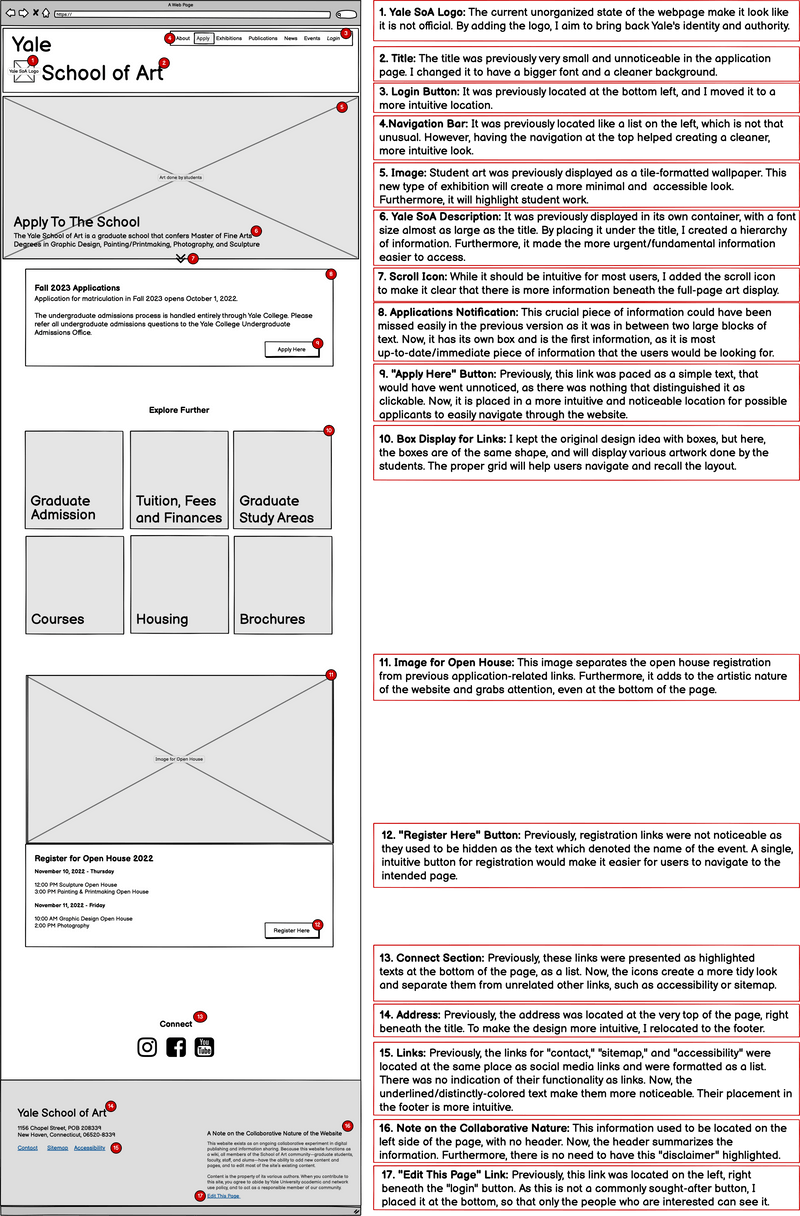 A Web Page
https://
Yale
School of Art
Yale SoA Logo
1
2
3
4
About Apply Exhibitions Publications News Events Login
5
Art done by students
Apply To The School
6
The Yale School of Art is a graduate school that confers Master of Fine Arts
Degrees in Graphic Design, Painting/Printmaking, Photography, and Sculpture
7
8
Fall 2023 Applications
Application for matriculation in Fall 2023 opens October 1, 2022.
The undergraduate admissions process is handled entirely through Yale College. Please
refer all undergraduate admissions questions to the Yale College Undergraduate
Admissions Office.
9
Apply Here
Explore Further
10
Graduate
Admission
Tuition, Fees
and Finances
Graduate
Study Areas
Courses
Housing
Brochures
11
Image for Open House
Register for Open House 2022
November 10, 2022 - Thursday
12:00 PM Sculpture Open House
3:00 PM Painting & Printmaking Open House
November 11, 2022 - Friday
10:00 AM Graphic Design Open House
2:00 PM Photography
12
Register Here
13
Connect
You
Tube
14
Yale School of Art
1156 Chapel Street, POB 208339
New Haven, Connecticut, 06520-8339
Contact Sitemap Accessibility
15
16
A Note on the Collaborative Nature of the Website
This website exists as an ongoing collaborative experiment in digital
publishing and information sharing. Because this website functions as
a wiki, all members of the School of Art community—graduate students,
faculty, staff, and alums—have the ability to add new content and
pages, and to edit most of the site's existing content.
Content is the property of its various authors. When you contribute to
this site, you agree to abide by Yale University academic and network
use policy, and to act as a responsible member of our community.
17
Edit This Page
1. Yale SoA Logo: The current unorganized state of the webpage make it look like
it is not official. By adding the logo, I aim to bring back Yale's identity and authority.
2. Title: The title was previously very small and unnoticeable in the application
page. I changed it to have a bigger font and a cleaner background.
3. Login Button: It was previously located at the bottom left, and I moved it to a
more intuitive location.
4.Navigation Bar: It was previously located like a list on the left, which is not that
unusual. However, having the navigation at the top helped creating a cleaner,
more intuitive look.
5. Image: Student art was previously displayed as a tile-formatted wallpaper. This
new type of exhibition will create a more minimal and accessible look.
Furthermore, it will highlight student work.
6. Yale SoA Description: It was previously displayed in its own container, with a font
size almost as large as the title. By placing it under the title, I created a hierarchy
of information. Furthermore, it made the more urgent/fundamental information
easier to access.
7. Scroll Icon: While it should be intuitive for most users, I added the scroll icon
to make it clear that there is more information beneath the full-page art display.
8. Applications Notification: This crucial piece of information could have been
missed easily in the previous version as it was in between two large blocks of
text. Now, it has its own box and is the first information, as it is most
up-to-date/immediate piece of information that the users would be looking for.
9. "Apply Here" Button: Previously, this link was paced as a simple text, that
would have went unnoticed, as there was nothing that distinguished it as
clickable. Now, it is placed in a more intuitive and noticeable location for possible
applicants to easily navigate through the website.
10. Box Display for Links: I kept the original design idea with boxes, but here,
the boxes are of the same shape, and will display various artwork done by the
students. The proper grid will help users navigate and recall the layout.
11. Image for Open House: This image separates the open house registration
from previous application-related links. Furthermore, it adds to the artistic nature
of the website and grabs attention, even at the bottom of the page.
12. "Register Here" Button: Previously, registration links were not noticeable as
they used to be hidden as the text which denoted the name of the event. A single,
intuitive button for registration would make it easier for users to navigate to the
intended page.
13. Connect Section: Previously, these links were presented as highlighted
texts at the bottom of the page, as a list. Now, the icons create a more tidy look
and separate them from unrelated other links, such as accessibility or sitemap.
14. Address: Previously, the address was located at the very top of the page, right
beneath the title. To make the design more intuitive, I relocated to the footer.
15. Links: Previously, the links for "contact," "sitemap," and "accessibility" were
located at the same place as social media links and were formatted as a list.
There was no indication of their functionality as links. Now, the
underlined/distinctly-colored text make them more noticeable. Their placement in
the footer is more intuitive.
16. Note on the Collaborative Nature: This information used to be located on the
left side of the page, with no header. Now, the header summarizes the
information. Furthermore, there is no need to have this "disclaimer" highlighted.
17. "Edit This Page" Link: Previously, this link was located on the left, right
beneath the "login" button. As this is not a commonly sought-after button, I
placed it at the bottom, so that only the people who are interested can see it.